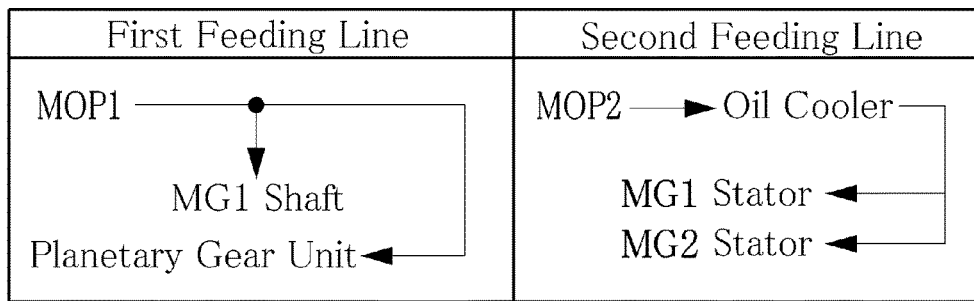 First Feeding Line
Second Feeding Line
MOP1
MG1 Shaft
Planetary Gear Unit
MOP2
Oil Cooler
MG1 Stator
MG2 Stator